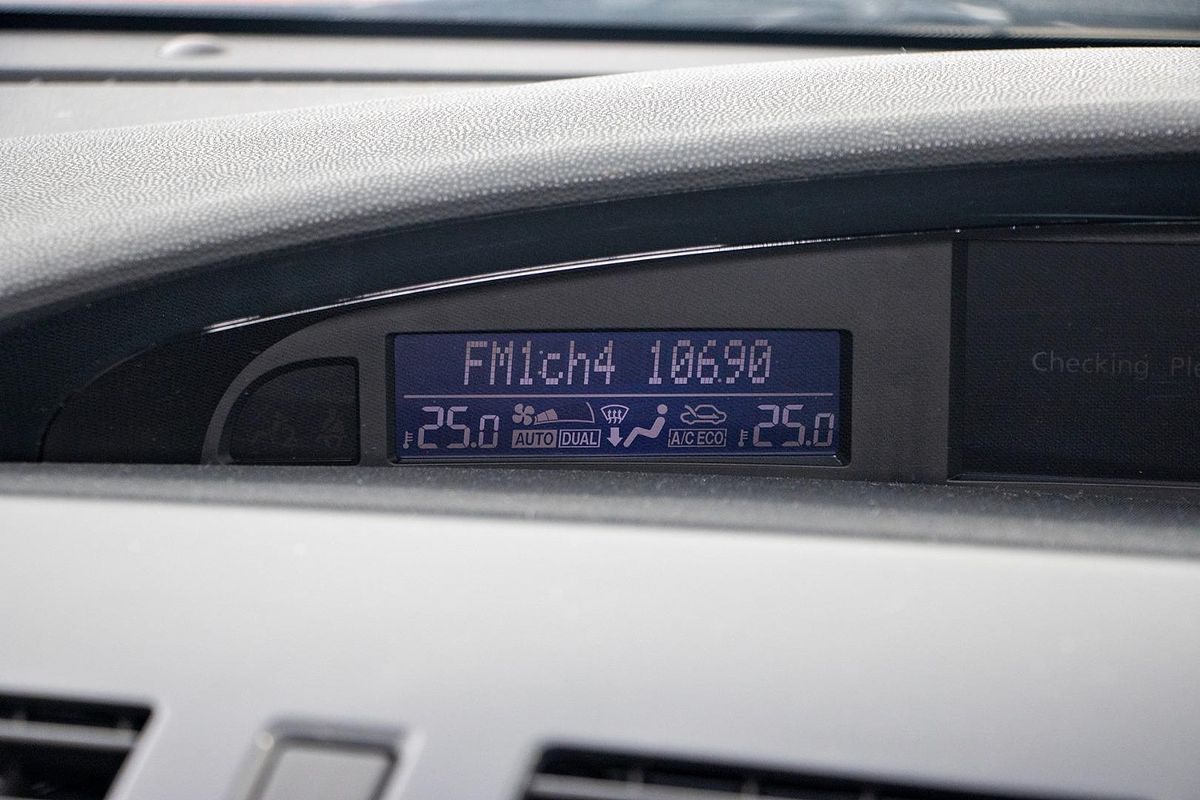 FM1ch4 106.90
25.0 AUTO DUAL A/C ECO 25.0
Checking